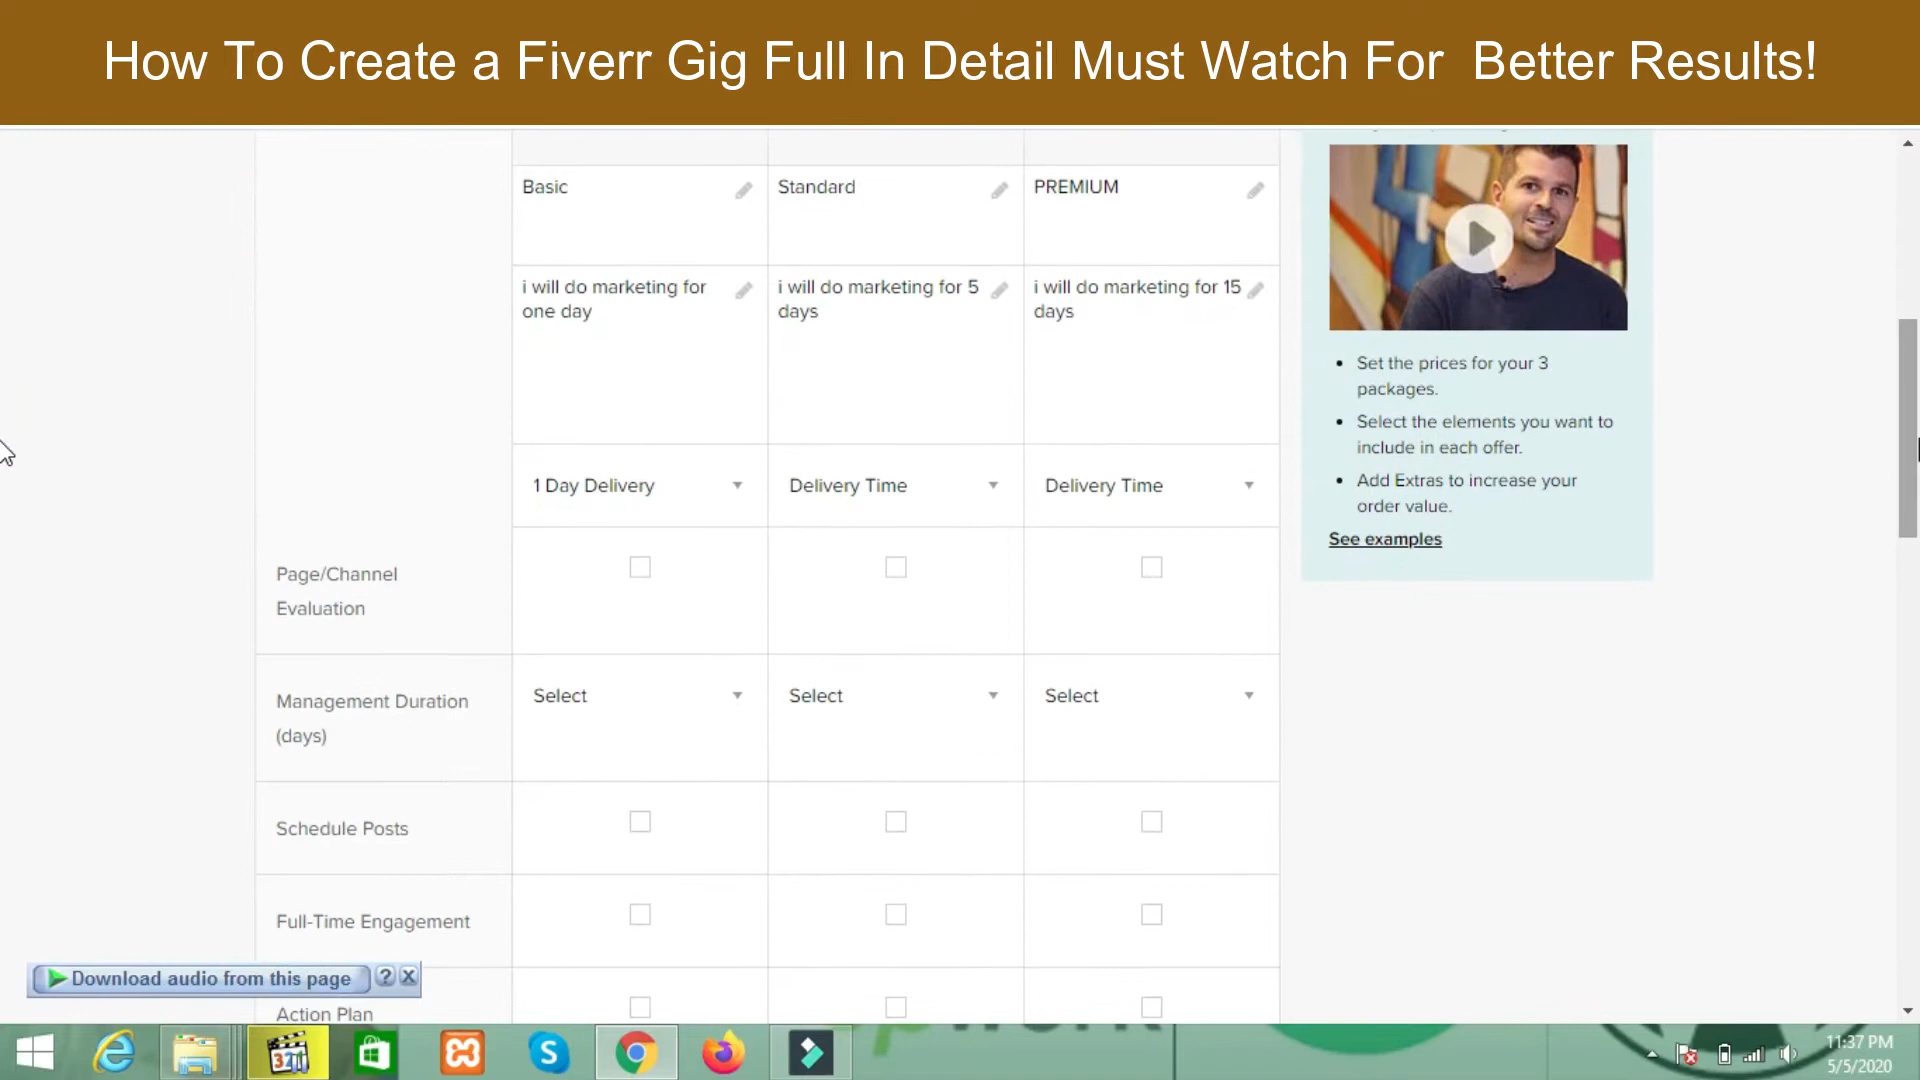 How To Create a Fiverr Gig Full In Detail Must Watch For  Better Results!
Basic
Standard
PREMIUM
i will do marketing for
one day
i will do marketing for 5
days
i will do marketing for 15
days
1 Day Delivery
Delivery Time
Delivery Time
Page/Channel
Evaluation
Management Duration
(days)
Select
Select
Select
Schedule Posts
Full-Time Engagement
Action Plan
Set the prices for your 3
packages.
Select the elements you want to
include in each offer.
Add Extras to increase your
order value.
See examples
Download audio from this page
?
X
321
S
11:37 PM
5/5/2020